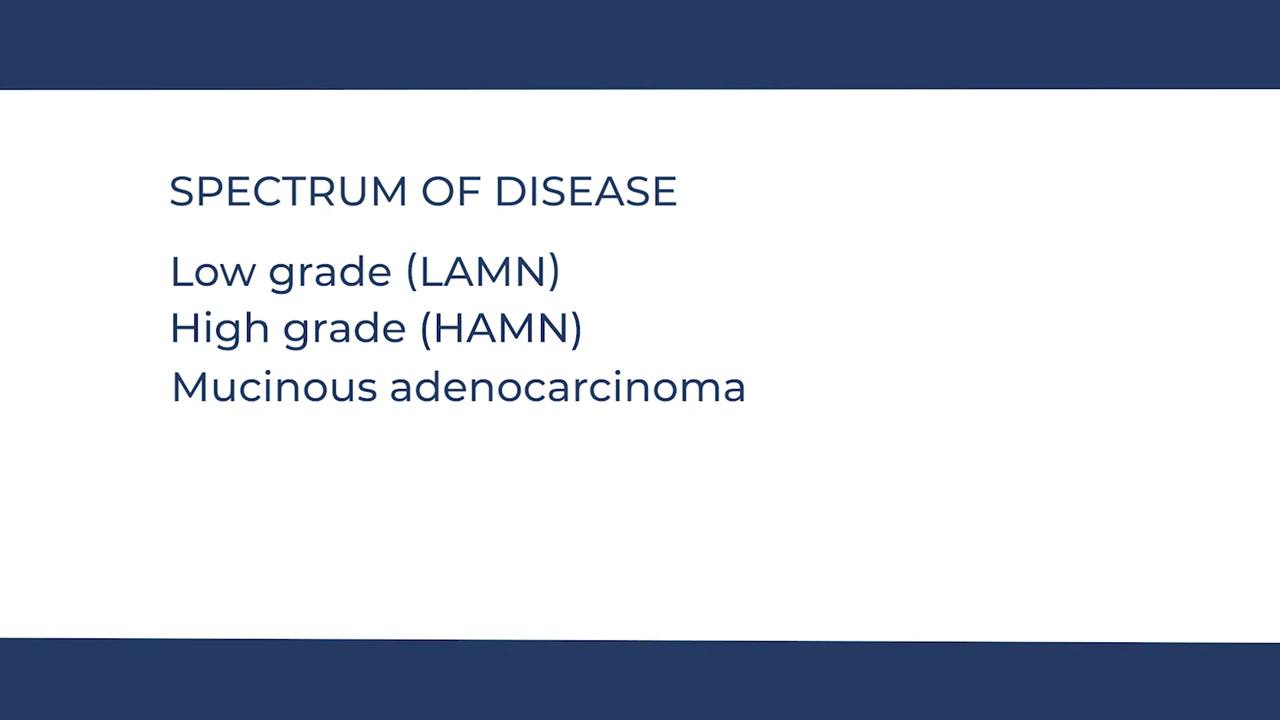 SPECTRUM OF DISEASE
Low grade (LAMN)
High grade (HAMN)
Mucinous adenocarcinoma